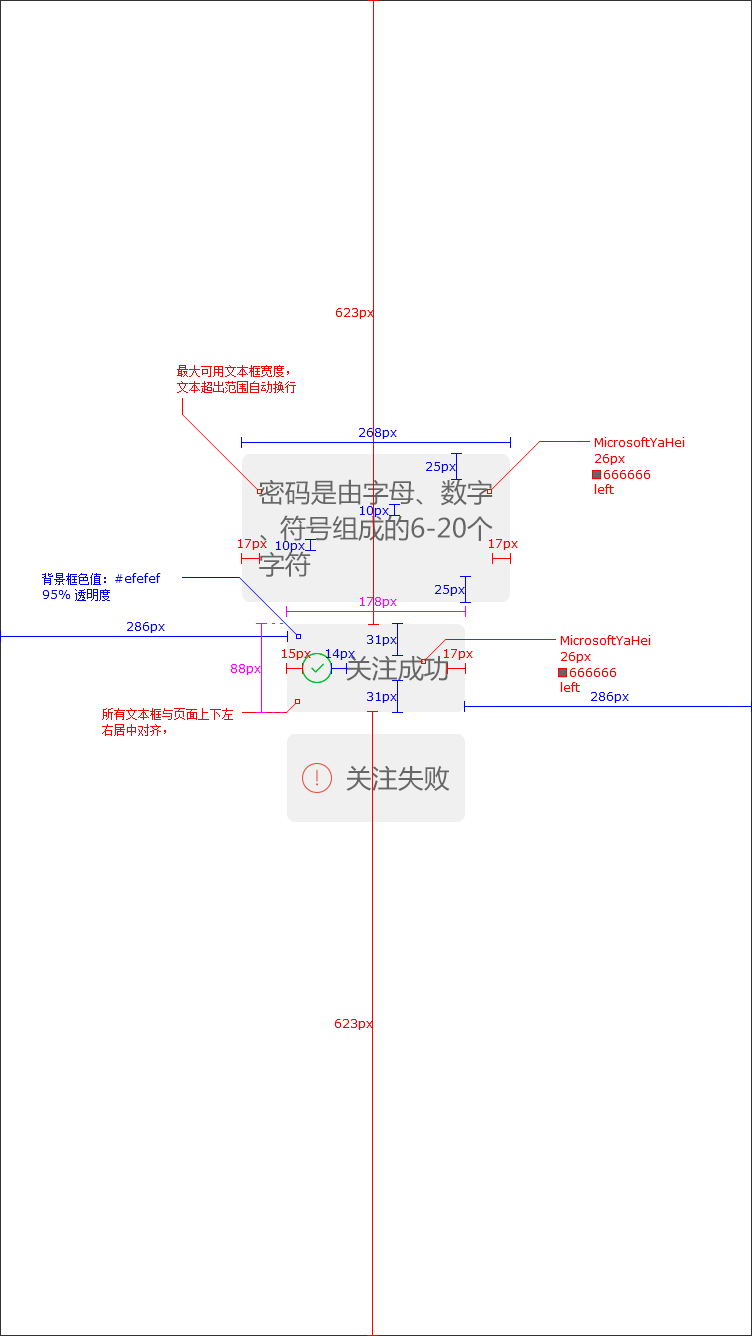 623px
最大可用文本框宽度，
文本超出范围自动换行
268px
MicrosoftYaHei
26px
666666
left
25px
密码是由字母、数字
10px
、符号组成的6-20个
17px
10px
17px
字符
背景框色值：#efefef
95% 透明度
25px
178px
286px
31px
MicrosoftYaHei
26px
666666
left
15px
14px
17px
88px
关注成功
31px
286px
所有文本框与页面上下左
右居中对齐，
关注失败
623px